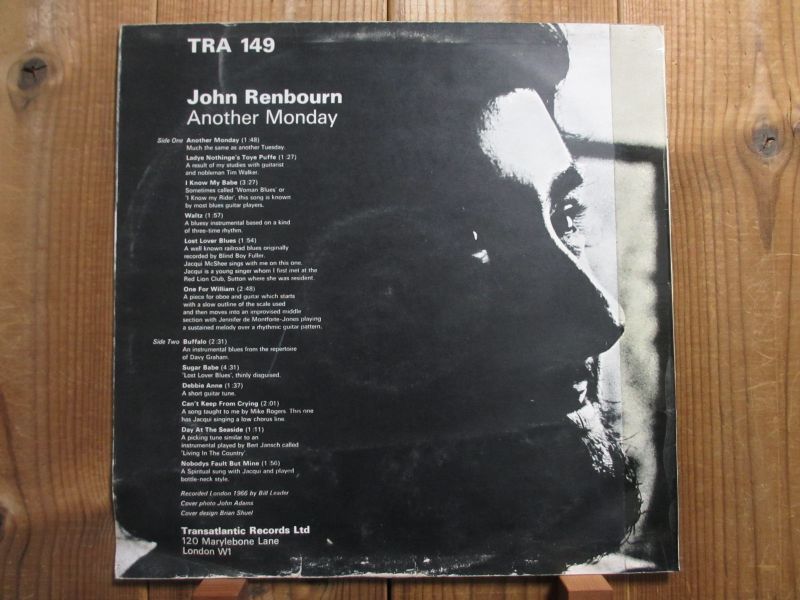 TRA 149
John Renbourn
Another Monday
Side One Another Monday (1:48)
Much the same as another Tuesday.
Ladye Nothinge's Toye Puffe (1:27)
A result of my studies with guitarist
and nobleman Tim Walker.
I Know My Babe (3:27)
Sometimes called 'Woman Blues' or
'I Know my Rider', this song is known
by most blues guitar players.
Waltz (1:57)
A bluesy instrumental based on a kind
of three-time rhythm.
Lost Lover Blues (1:54)
A well known railroad blues originally
recorded by Blind Boy Fuller.
Jacqui McShee sings with me on this one.
Jacqui is a young singer whom I first met at the
Red Lion Club, Sutton where she was resident.
One For William (2:48)
A piece for oboe and guitar which starts
with a slow outline of the scale used
and then moves into an improvised middle
section with Jennifer de Montforte-Jones playing
a sustained melody over a rhythmic guitar pattern.
Side Two Buffalo (2:31)
An instrumental blues from the repertoire
of Davy Graham.
Sugar Babe (4:31)
'Lost Lover Blues', thinly disguised.
Debbie Anne (1:37)
A short guitar tune.
Can't Keep From Crying (2:01)
A song taught to me by Mike Rogers. This one
has Jacqui singing a low chorus line.
Day At The Seaside (1:11)
A picking tune similar to an
instrumental played by Bert Jansch called
'Living In The Country'.
Nobodys Fault But Mine (1:56)
A Spiritual sung with Jacqui and played
bottle-neck style.
Recorded London 1966 by Bill Leader
Cover photo John Adams
Cover design Brian Shuel
Transatlantic Records Ltd
120 Marylebone Lane
London W1